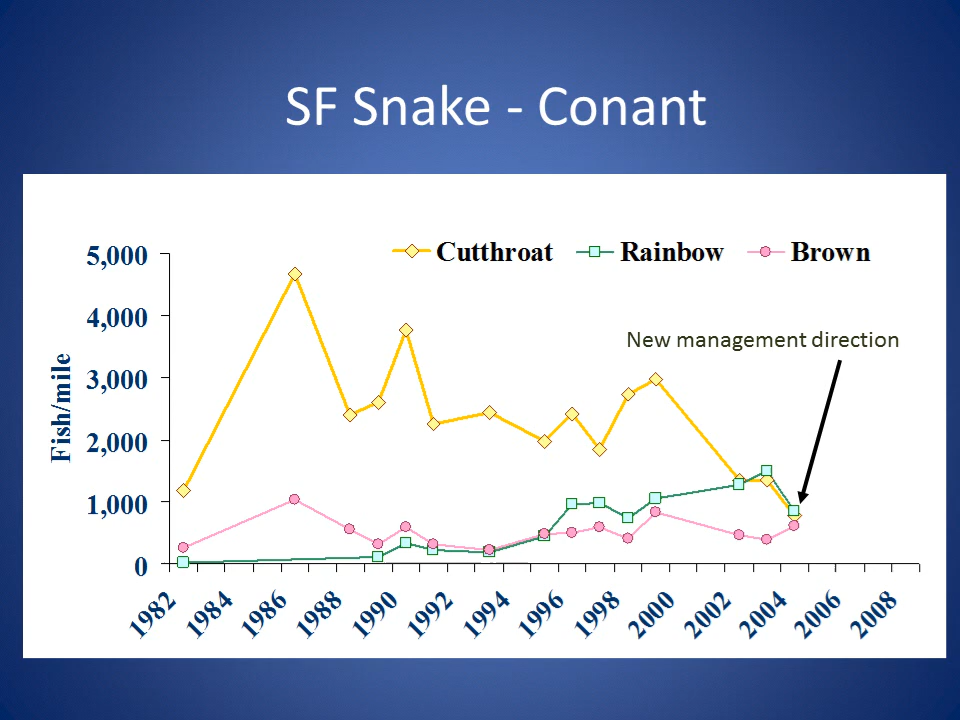 SF Snake - Conant
Cutthroat Rainbow Brown
New management direction
Fish/mile
5,000
4,000
3,000
2,000
1,000
0
1982 1984 1986 1988 1990 1992 1994 1996 1998 2000 2002 2004 2006 2008